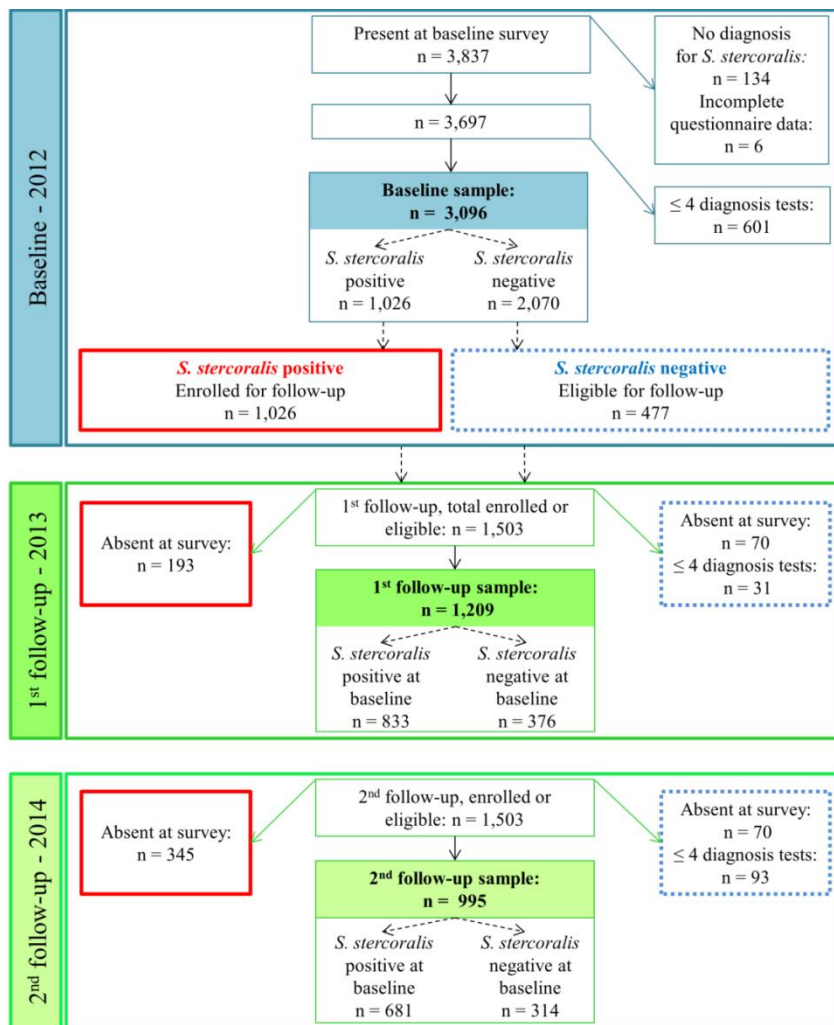 Baseline - 2012
Present at baseline survey
n = 3,837
No diagnosis
for S. stercoralis:
n = 134
Incomplete
questionnaire data:
n = 6
n = 3,697
Baseline sample:
n = 3,096
≤ 4 diagnosis tests:
n = 601
S. stercoralis
positive
n = 1,026
S. stercoralis
negative
n = 2,070
S. stercoralis positive
Enrolled for follow-up
n = 1,026
S. stercoralis negative
Eligible for follow-up
n = 477
1st follow-up - 2013
Absent at survey:
n = 193
1st follow-up, total enrolled or
eligible: n = 1,503
Absent at survey:
n = 70
≤ 4 diagnosis tests:
n = 31
1st follow-up sample:
n = 1,209
S. stercoralis
positive at
baseline
n = 833
S. stercoralis
negative at
baseline
n = 376
2nd follow-up - 2014
Absent at survey:
n = 345
2nd follow-up, enrolled or
eligible: n = 1,503
Absent at survey:
n = 70
≤ 4 diagnosis tests:
n = 93
2nd follow-up sample:
n = 995
S. stercoralis
positive at
baseline
n = 681
S. stercoralis
negative at
baseline
n = 314